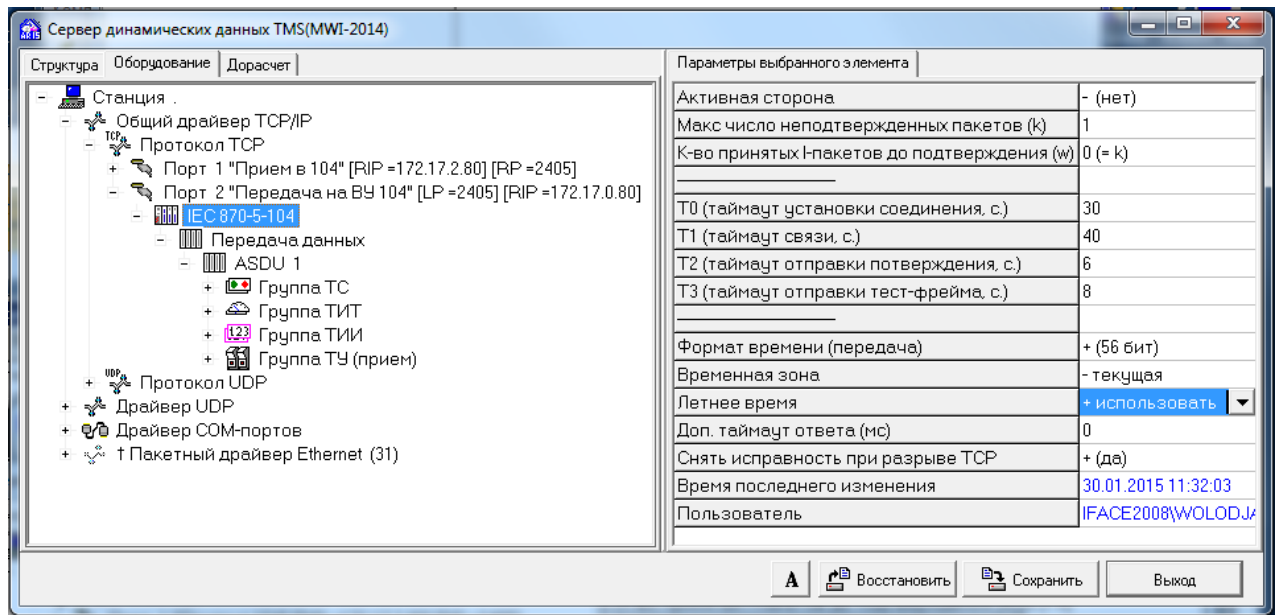 Сервер динамических данных TMS(MWI-2014)
Структура Оборудование Дорасчет
Станция .
Общий драйвер TCP/IP
TCP Протокол TCP
Порт 1 "Прием в 104" [RIP =172.17.2.80] [RP =2405]
Порт 2 "Передача на ВУ 104" [LP =2405] [RIP =172.17.0.80]
IEC 870-5-104
Передача данных
ASDU 1
Группа ТС
Группа ТИТ
123 Группа ТИИ
Группа ТУ (прием)
UDP Протокол UDP
Драйвер UDP
Драйвер COM-портов
† Пакетный драйвер Ethernet (31)
Параметры выбранного элемента
Активная сторона - (нет)
Макс число неподтвержденных пакетов (k) 1
К-во принятых I-пакетов до подтверждения (w) 0 (= k)
T0 (таймаут установки соединения, с.) 30
T1 (таймаут связи, с.) 40
T2 (таймаут отправки потверждения, с.) 6
T3 (таймаут отправки тест-фрейма, с.) 8
Формат времени (передача) + (56 бит)
Временная зона - текущая
Летнее время + использовать
Доп. таймаут ответа (мс) 0
Снять исправность при разрыве TCP + (да)
Время последнего изменения 30.01.2015 11:32:03
Пользователь IFACE2008\WOLODJA
A Восстановить Сохранить Выход